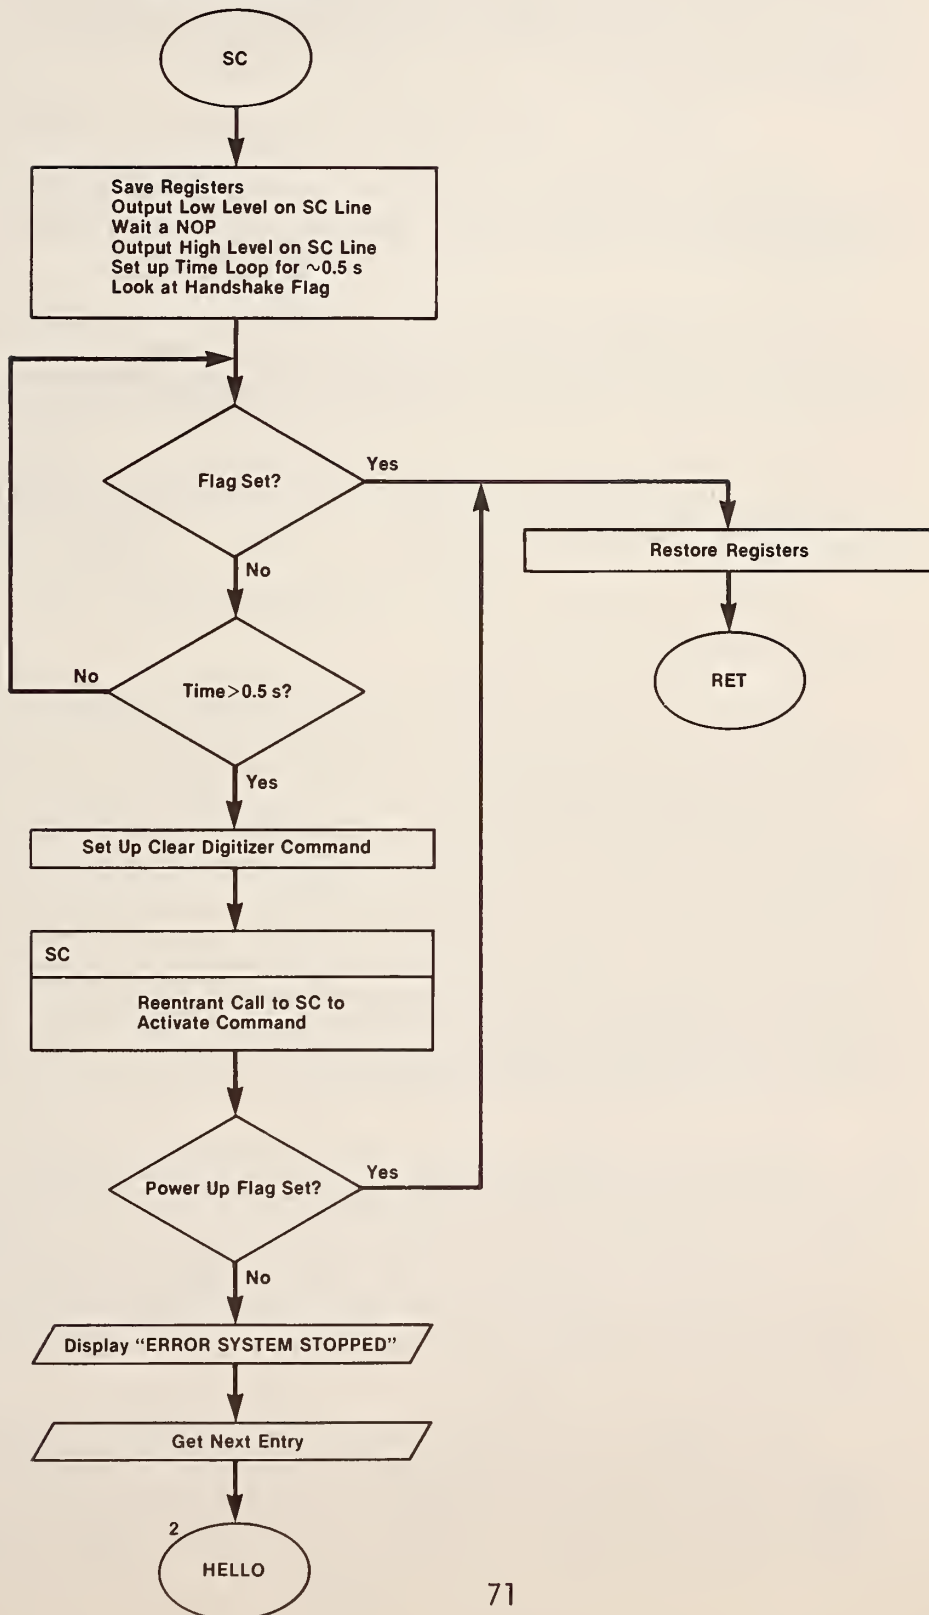 SC
Save Registers
Output Low Level on SC Line
Wait a NOP
Output High Level on SC Line
Set up Time Loop for ~0.5 s
Look at Handshake Flag
Flag Set?
Yes
No
Restore Registers
RET
Time>0.5 s?
No
Yes
Set Up Clear Digitizer Command
SC
Reentrant Call to SC to
Activate Command
Power Up Flag Set?
Yes
No
Display “ERROR SYSTEM STOPPED”
Get Next Entry
2
HELLO
71